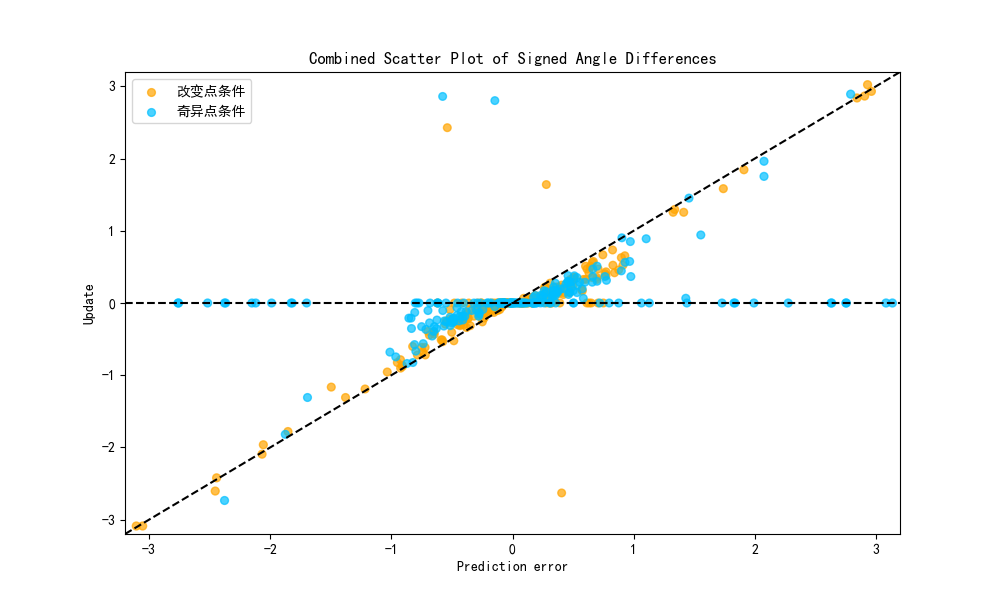 Combined Scatter Plot of Signed Angle Differences
改变点条件
奇异点条件
3
2
1
0
−1
−2
−3
Update
−3 −2 −1 0 1 2 3
Prediction error